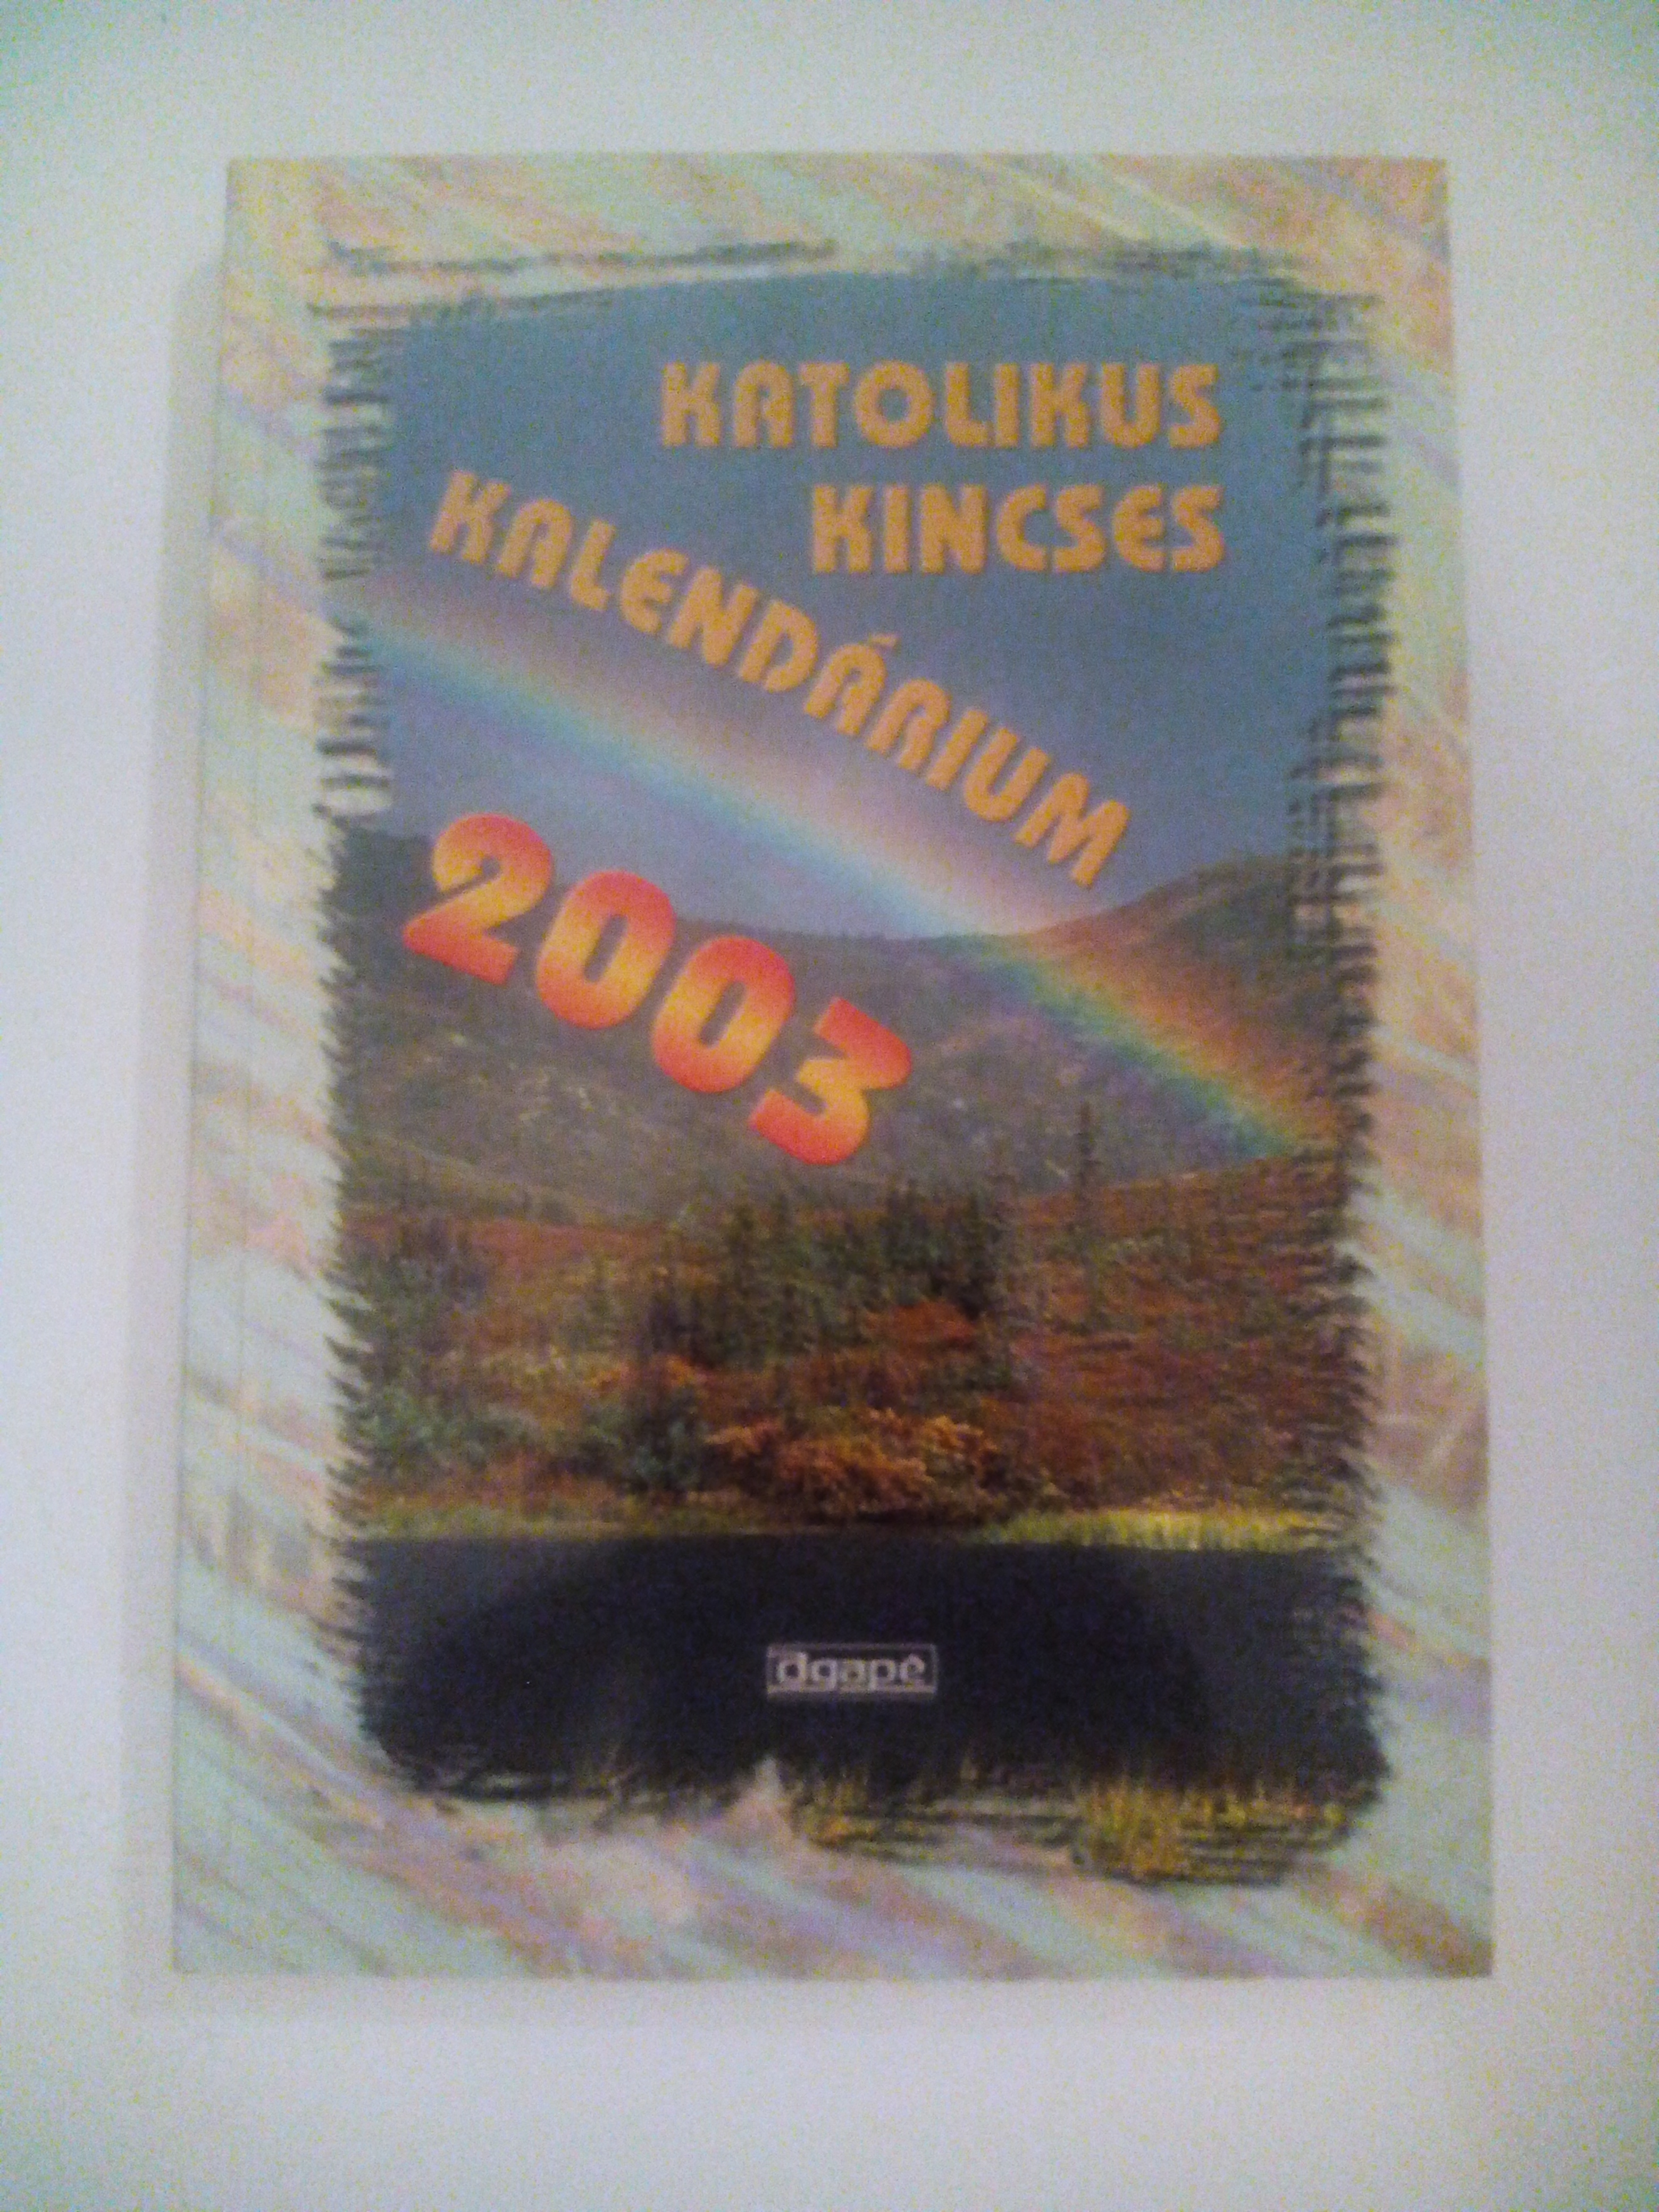 KATOLIKUS
KINCSES
KALENDÁRIUM
2003
agapé